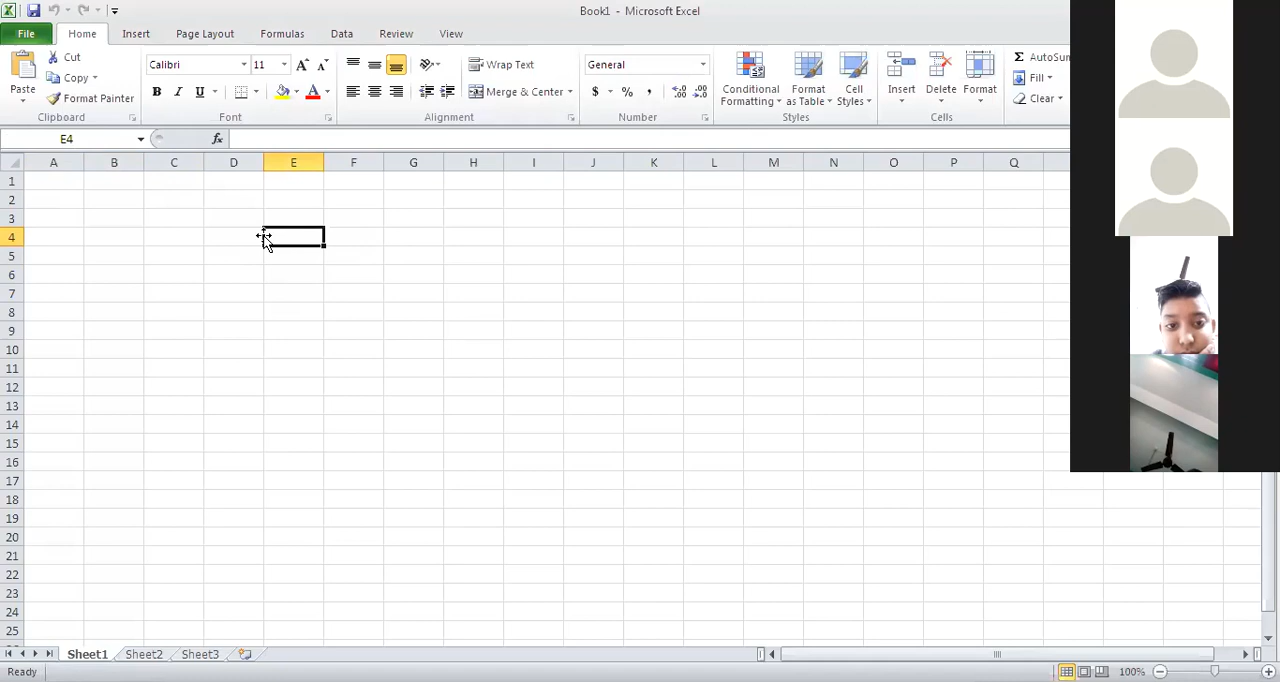 Book1 - Microsoft Excel
File Home Insert Page Layout Formulas Data Review View
Cut
Copy
Format Painter
Paste
Clipboard
Calibri 11
B I U
Font
Wrap Text
Merge & Center
Alignment
General
$ % ,
Number
Conditional Formatting
Format as Table
Cell Styles
Styles
Insert Delete Format
Cells
Σ AutoSum
Fill
Clear
E4 fx
A B C D E F G H I J K L M N O P Q
1
2
3
4
5
6
7
8
9
10
11
12
13
14
15
16
17
18
19
20
21
22
23
24
25
Sheet1 Sheet2 Sheet3
Ready 100%